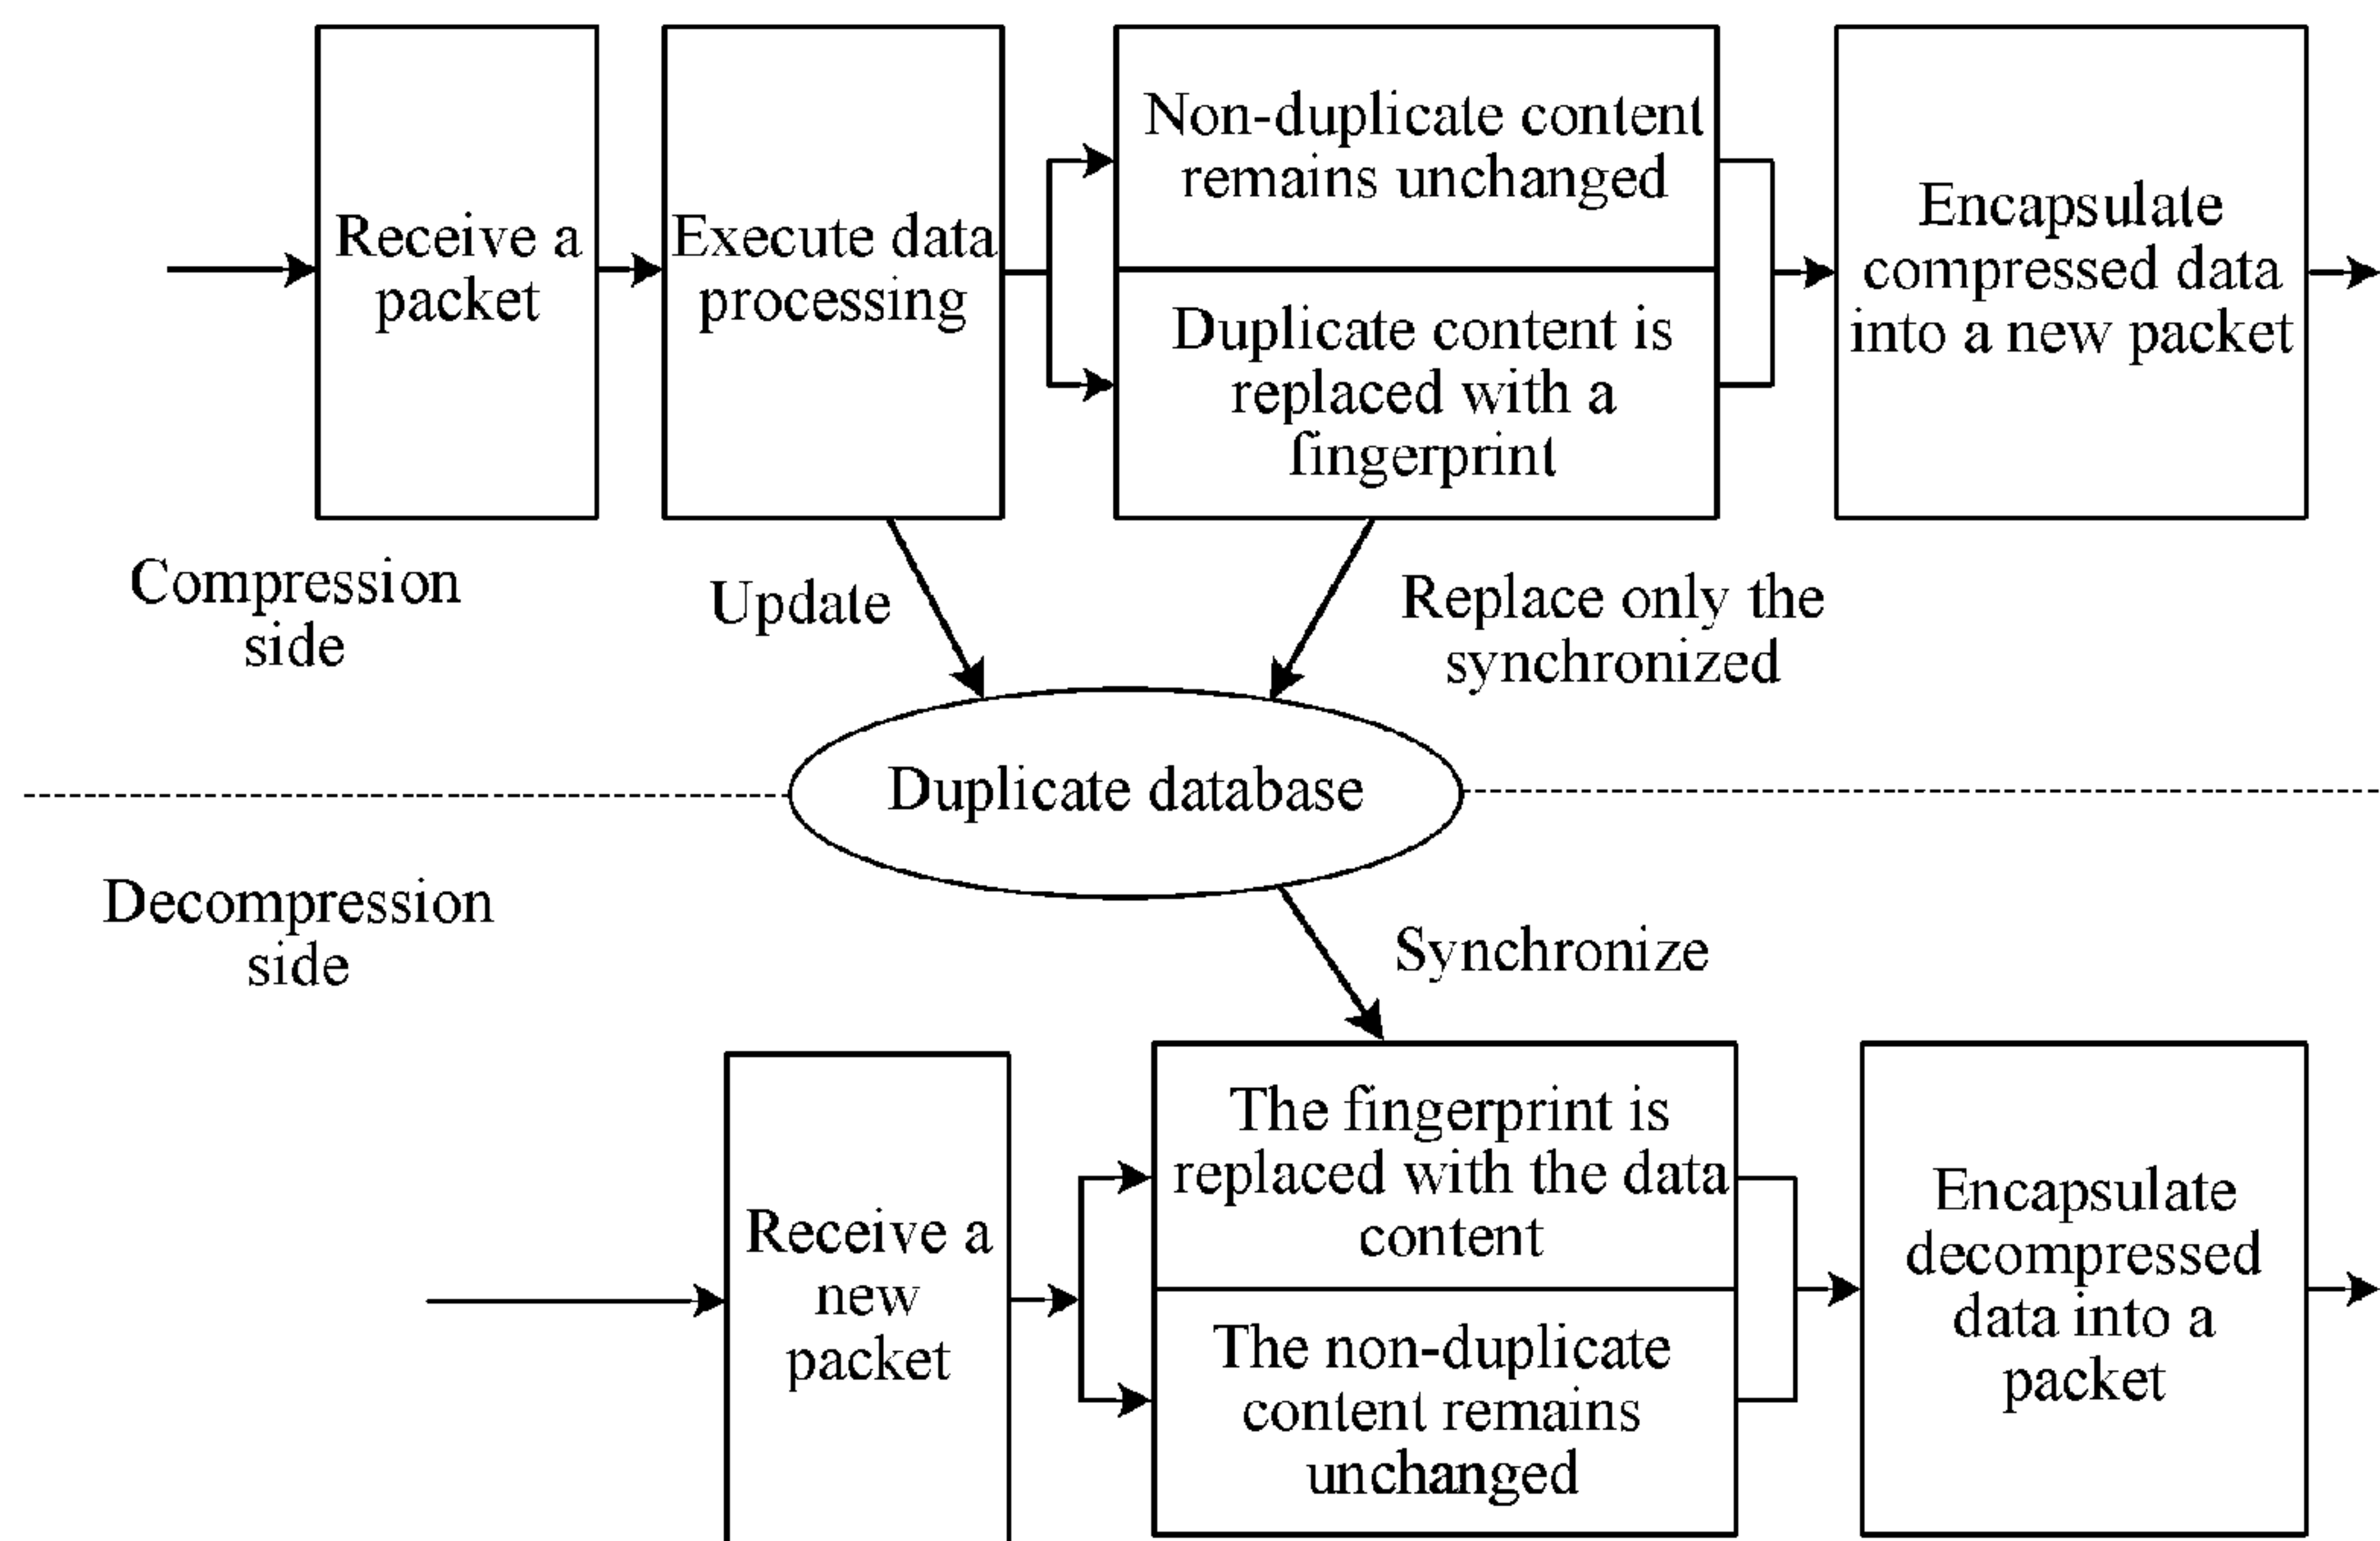 Receive a
packet
Execute data
processing
Non-duplicate content
remains unchanged
Duplicate content is
replaced with a
fingerprint
Encapsulate
compressed data
into a new packet
Compression
side
Update
Replace only the
synchronized
Duplicate database
Decompression
side
Synchronize
Receive a
new
packet
The fingerprint is
replaced with the data
content
The non-duplicate
content remains
unchanged
Encapsulate
decompressed
data into a
packet